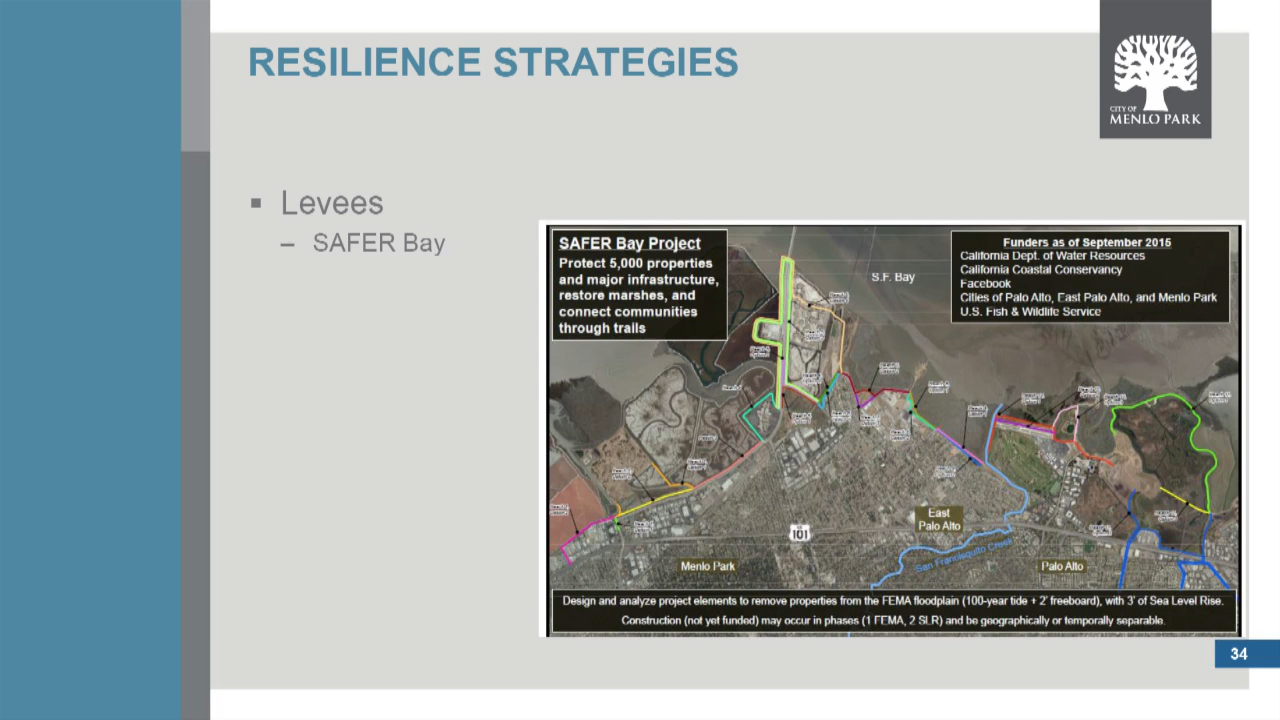 RESILIENCE STRATEGIES
CITY OF
MENLO PARK
▪ Levees
– SAFER Bay
SAFER Bay Project
Protect 5,000 properties
and major infrastructure,
restore marshes, and
connect communities
through trails
S.F. Bay
Funders as of September 2015
California Dept. of Water Resources
California Coastal Conservancy
Facebook
Cities of Palo Alto, East Palo Alto, and Menlo Park
U.S. Fish & Wildlife Service
East
Palo Alto
101
San Francisquito Creek
Menlo Park
Palo Alto
Design and analyze project elements to remove properties from the FEMA floodplain (100-year tide + 2' freeboard), with 3' of Sea Level Rise.
Construction (not yet funded) may occur in phases (1 FEMA, 2 SLR) and be geographically or temporally separable.
34